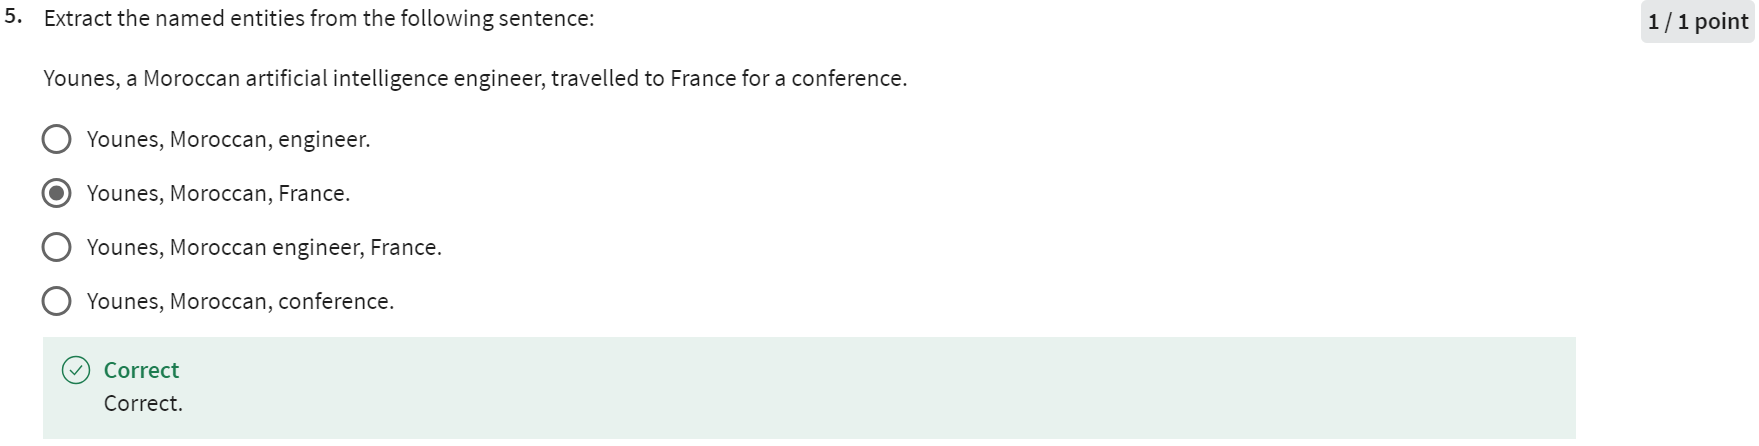 5. Extract the named entities from the following sentence:
1 / 1 point
Younes, a Moroccan artificial intelligence engineer, travelled to France for a conference.
Younes, Moroccan, engineer.
Younes, Moroccan, France.
Younes, Moroccan engineer, France.
Younes, Moroccan, conference.
Correct
Correct.